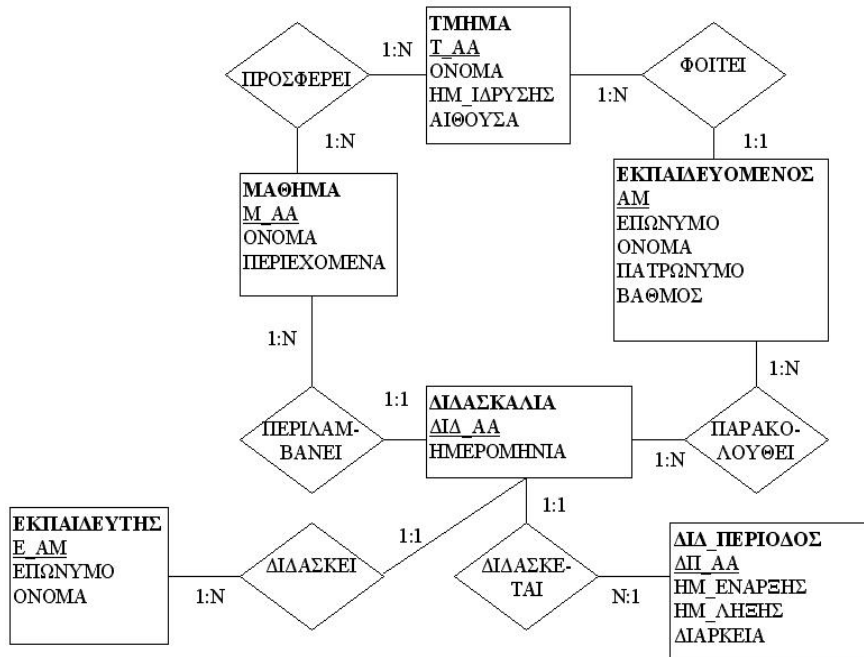 ΤΜΗΜΑ
Τ_ΑΑ
ΟΝΟΜΑ
ΗΜ_ΙΔΡΥΣΗΣ
ΑΙΘΟΥΣΑ
1:N
ΠΡΟΣΦΕΡΕΙ
1:N
ΦΟΙΤΕΙ
1:N
1:1
ΜΑΘΗΜΑ
Μ_ΑΑ
ΟΝΟΜΑ
ΠΕΡΙΕΧΟΜΕΝΑ
ΕΚΠΑΙΔΕΥΟΜΕΝΟΣ
ΑΜ
ΕΠΩΝΥΜΟ
ΟΝΟΜΑ
ΠΑΤΡΩΝΥΜΟ
ΒΑΘΜΟΣ
1:N
1:N
ΠΕΡΙΛΑΜ-
ΒΑΝΕΙ
1:1
ΔΙΔΑΣΚΑΛΙΑ
ΔΙΔ_ΑΑ
ΗΜΕΡΟΜΗΝΙΑ
1:N
ΠΑΡΑΚΟ-
ΛΟΥΘΕΙ
ΕΚΠΑΙΔΕΥΤΗΣ
Ε_ΑΜ
ΕΠΩΝΥΜΟ
ΟΝΟΜΑ
1:N
ΔΙΔΑΣΚΕΙ
1:1
1:1
ΔΙΔΑΣΚΕ-
ΤΑΙ
N:1
ΔΙΔ_ΠΕΡΙΟΔΟΣ
ΔΠ_ΑΑ
ΗΜ_ΕΝΑΡΞΗΣ
ΗΜ_ΛΗΞΗΣ
ΔΙΑΡΚΕΙΑ